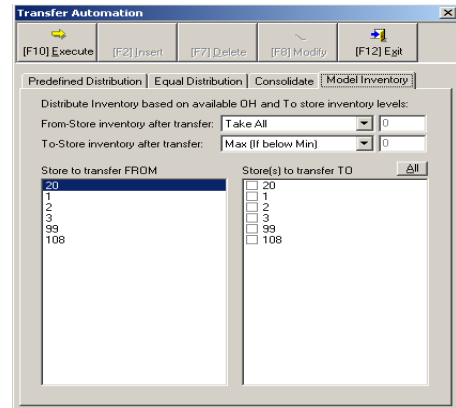 Transfer Automation
[F10] Execute [F2] Insert [F7] Delete [F8] Modify [F12] Exit
Predefined Distribution Equal Distribution Consolidate Model Inventory
Distribute Inventory based on available OH and To store inventory levels:
From-Store inventory after transfer: Take All 0
To-Store inventory after transfer: Max (If below Min) 0
Store to transfer FROM Store(s) to transfer TO All
20 20
1 1
2 2
3 3
99 99
108 108